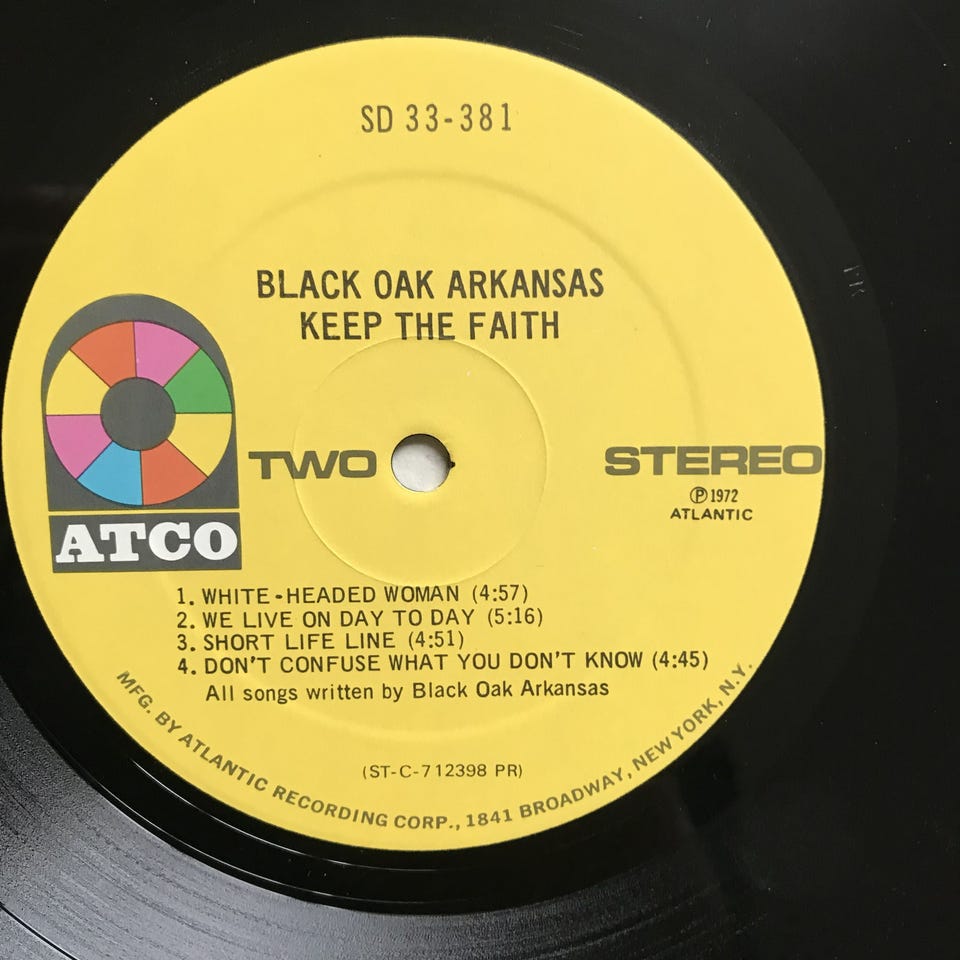 SD 33-381
BLACK OAK ARKANSAS
KEEP THE FAITH
ATCO
TWO
STEREO
Ⓟ 1972
ATLANTIC
1. WHITE-HEADED WOMAN (4:57)
2. WE LIVE ON DAY TO DAY (5:16)
3. SHORT LIFE LINE (4:51)
4. DON'T CONFUSE WHAT YOU DON'T KNOW (4:45)
All songs written by Black Oak Arkansas
(ST-C-712398 PR)
MFG. BY ATLANTIC RECORDING CORP., 1841 BROADWAY, NEW YORK, N.Y.